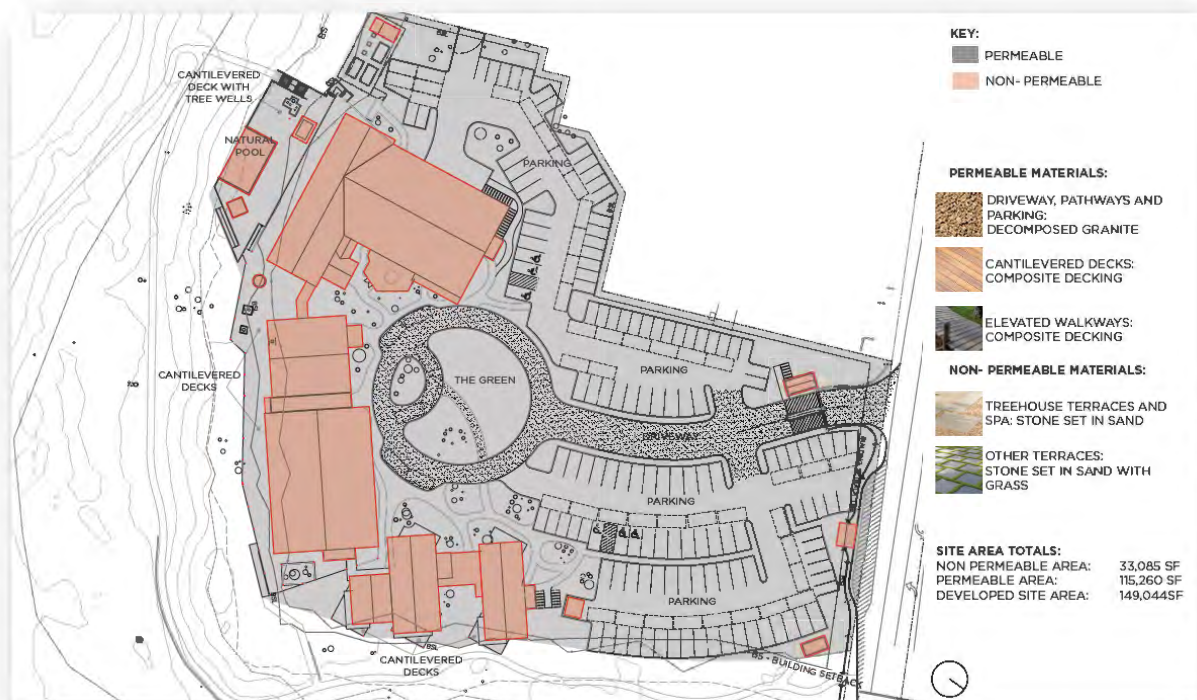 KEY:
PERMEABLE
NON- PERMEABLE
CANTILEVERED
DECK WITH
TREE WELLS
NATURAL
POOL
PARKING
PERMEABLE MATERIALS:
DRIVEWAY, PATHWAYS AND
PARKING:
DECOMPOSED GRANITE
CANTILEVERED DECKS:
COMPOSITE DECKING
ELEVATED WALKWAYS:
COMPOSITE DECKING
CANTILEVERED
DECKS
THE GREEN
PARKING
DRIVEWAY
PARKING
PARKING
NON- PERMEABLE MATERIALS:
TREEHOUSE TERRACES AND
SPA: STONE SET IN SAND
OTHER TERRACES:
STONE SET IN SAND WITH
GRASS
SITE AREA TOTALS:
NON PERMEABLE AREA: 33,085 SF
PERMEABLE AREA: 115,260 SF
DEVELOPED SITE AREA: 149,044SF
BSL
CANTILEVERED
DECKS
- BUILDING SETBACK